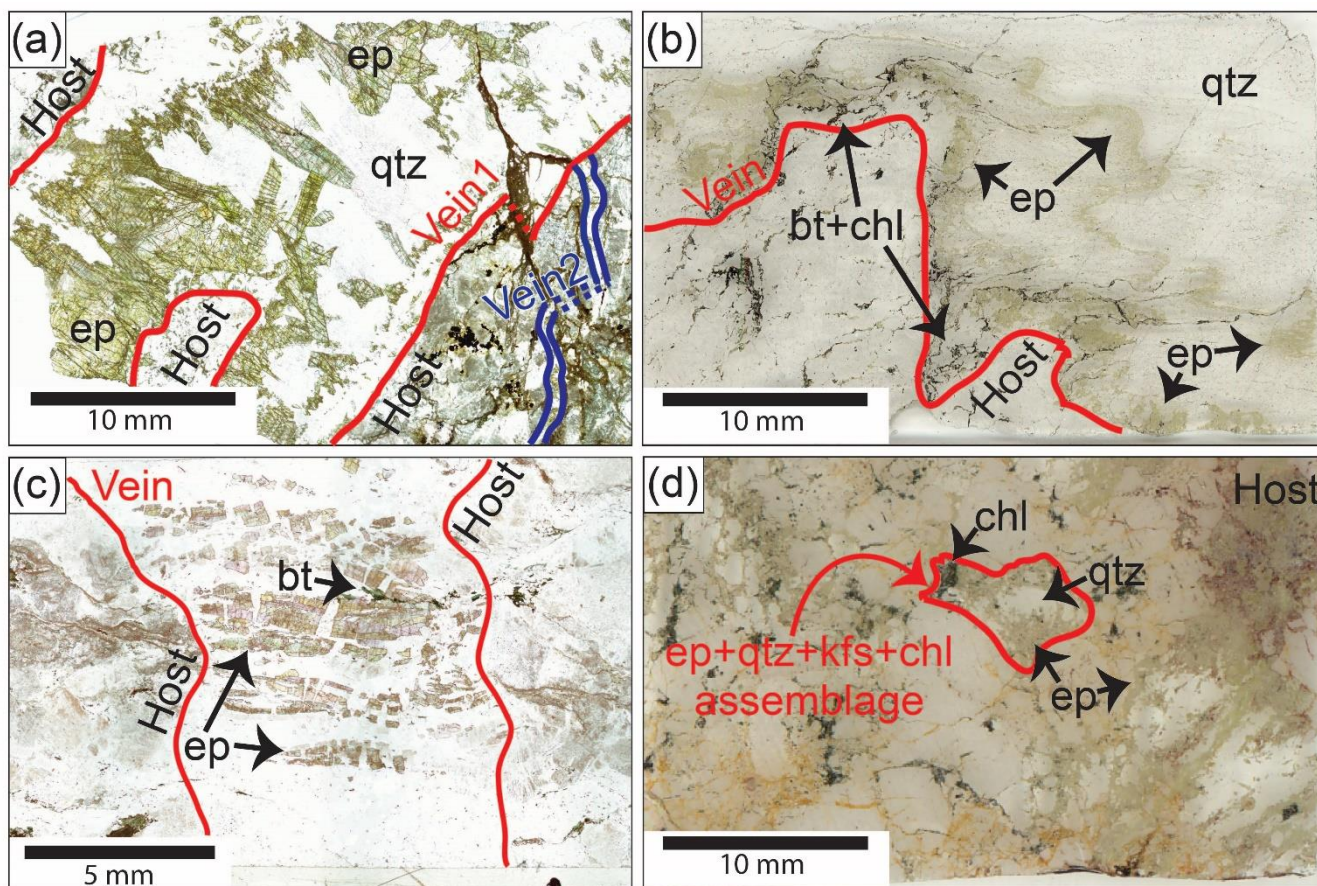 (a)
Host
ep
qtz
Vein1
Vein2
ep
Host
Host
10 mm
(b)
qtz
Vein
ep
bt+chl
Host
ep
10 mm
(c)
Vein
Host
bt
Host
ep
5 mm
(d)
Host
chl
qtz
ep+qtz+kfs+chl
assemblage
ep
10 mm